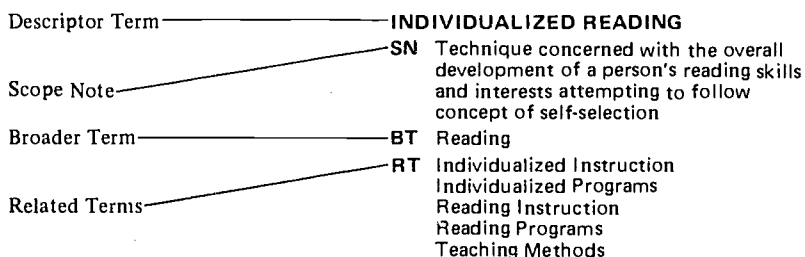 Descriptor Term INDIVIDUALIZED READING
SN Technique concerned with the overall
development of a person's reading skills
Scope Note and interests attempting to follow
concept of self-selection
Broader Term BT Reading
RT Individualized Instruction
Individualized Programs
Related Terms Reading Instruction
Reading Programs
Teaching Methods